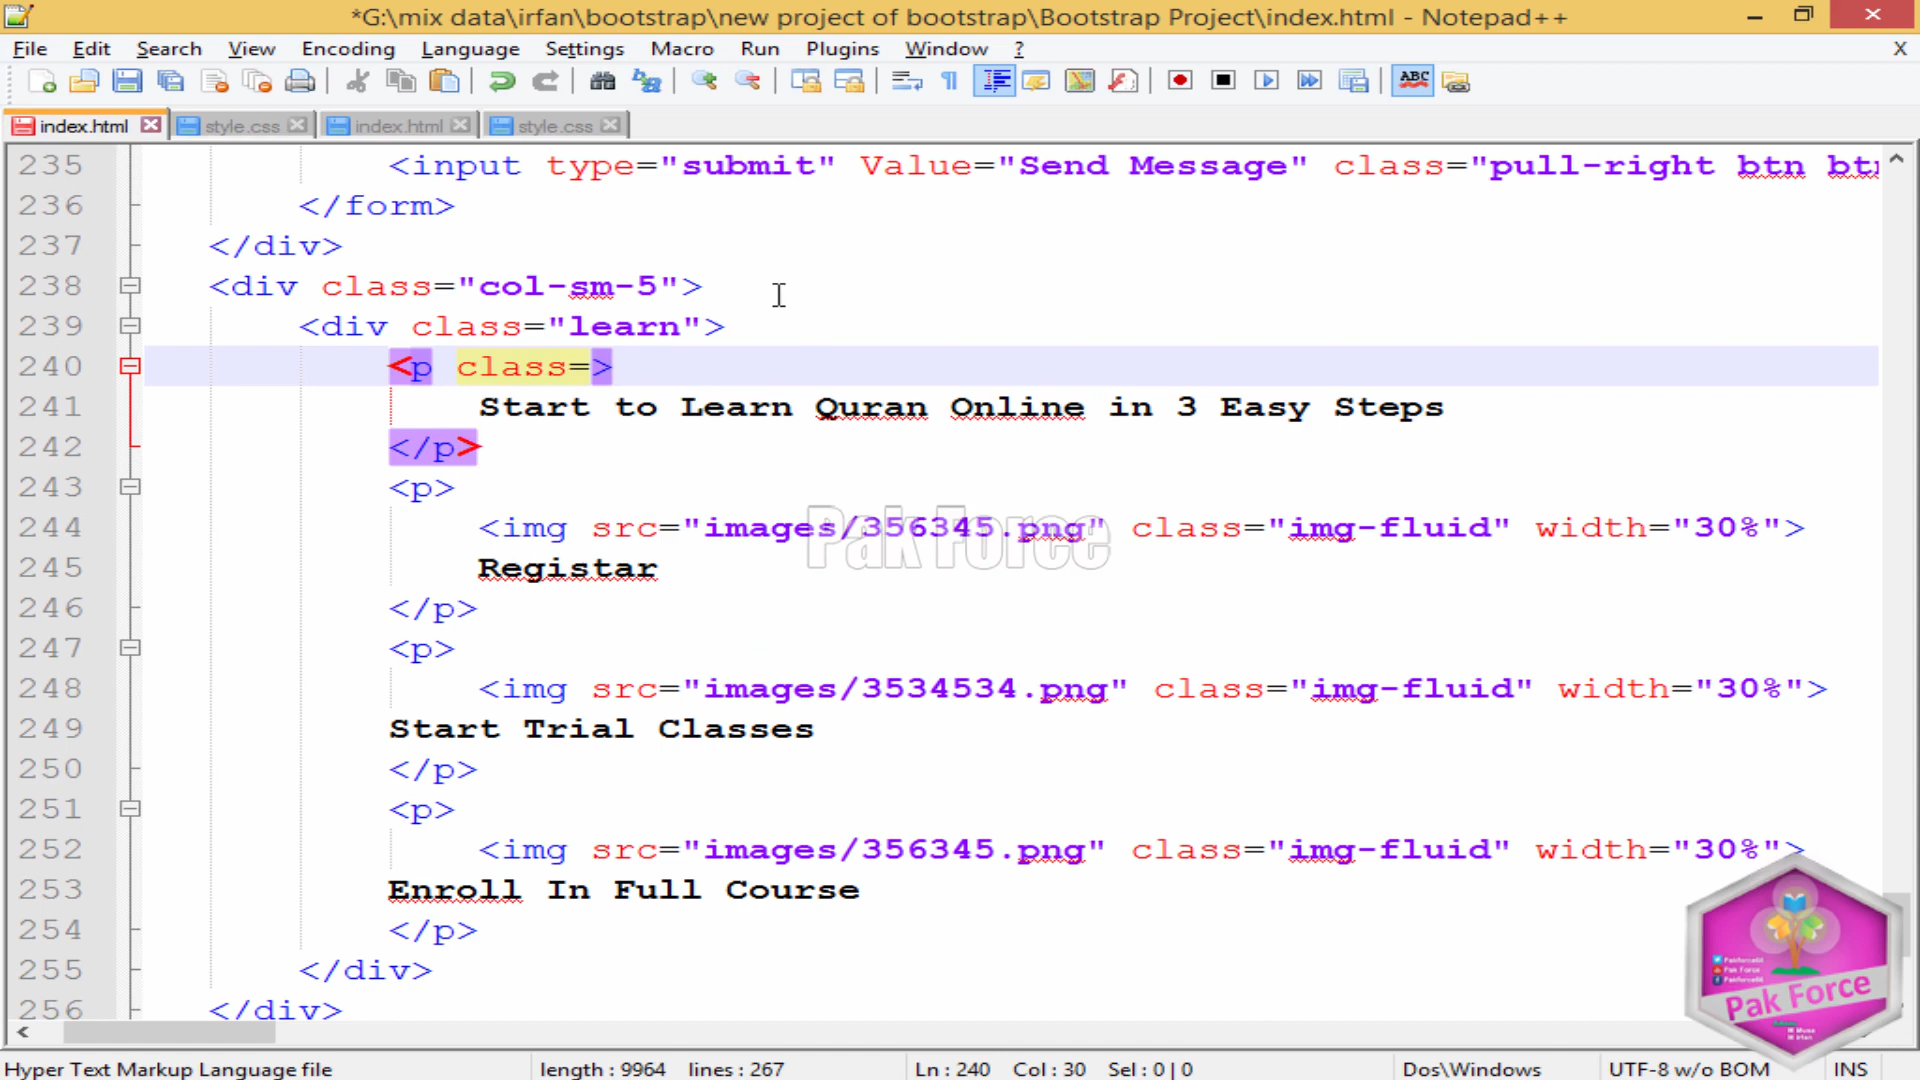 *G:\mix data\irfan\bootstrap\new project of bootstrap\Bootstrap Project\index.html - Notepad++
File Edit Search View Encoding Language Settings Macro Run Plugins Window ? X
ABC
index.html style.css index.html style.css
235 <input type="submit" Value="Send Message" class="pull-right btn btn
236 </form>
237 </div>
238 <div class="col-sm-5">
239 <div class="learn">
240 <p class=>
241 Start to Learn Quran Online in 3 Easy Steps
242 </p>
243 <p>
244 <img src="images/356345.png" class="img-fluid" width="30%">
245 Registar
246 </p>
247 <p>
248 <img src="images/3534534.png" class="img-fluid" width="30%">
249 Start Trial Classes
250 </p>
251 <p>
252 <img src="images/356345.png" class="img-fluid" width="30%">
253 Enroll In Full Course
254 </p>
255 </div>
256 </div>
Pak Force
Pak Force
Hyper Text Markup Language file length : 9964 lines : 267 Ln : 240 Col : 30 Sel : 0 | 0 Dos\Windows UTF-8 w/o BOM INS